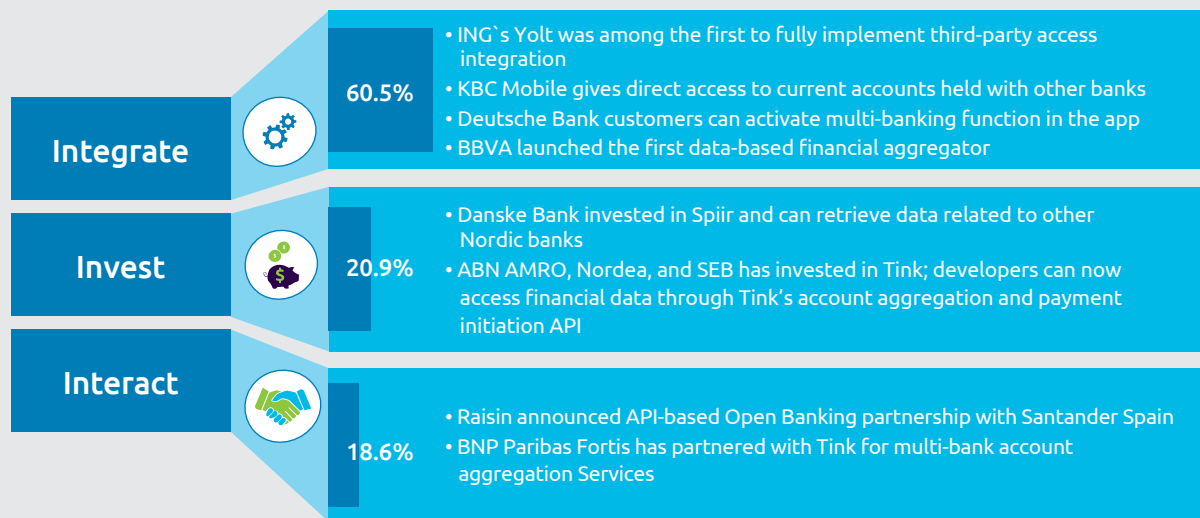 Integrate
60.5%
• ING`s Yolt was among the first to fully implement third-party access
integration
• KBC Mobile gives direct access to current accounts held with other banks
• Deutsche Bank customers can activate multi-banking function in the app
• BBVA launched the first data-based financial aggregator
Invest
$
20.9%
• Danske Bank invested in Spiir and can retrieve data related to other
Nordic banks
• ABN AMRO, Nordea, and SEB has invested in Tink; developers can now
access financial data through Tink’s account aggregation and payment
initiation API
Interact
18.6%
• Raisin announced API-based Open Banking partnership with Santander Spain
• BNP Paribas Fortis has partnered with Tink for multi-bank account
aggregation Services